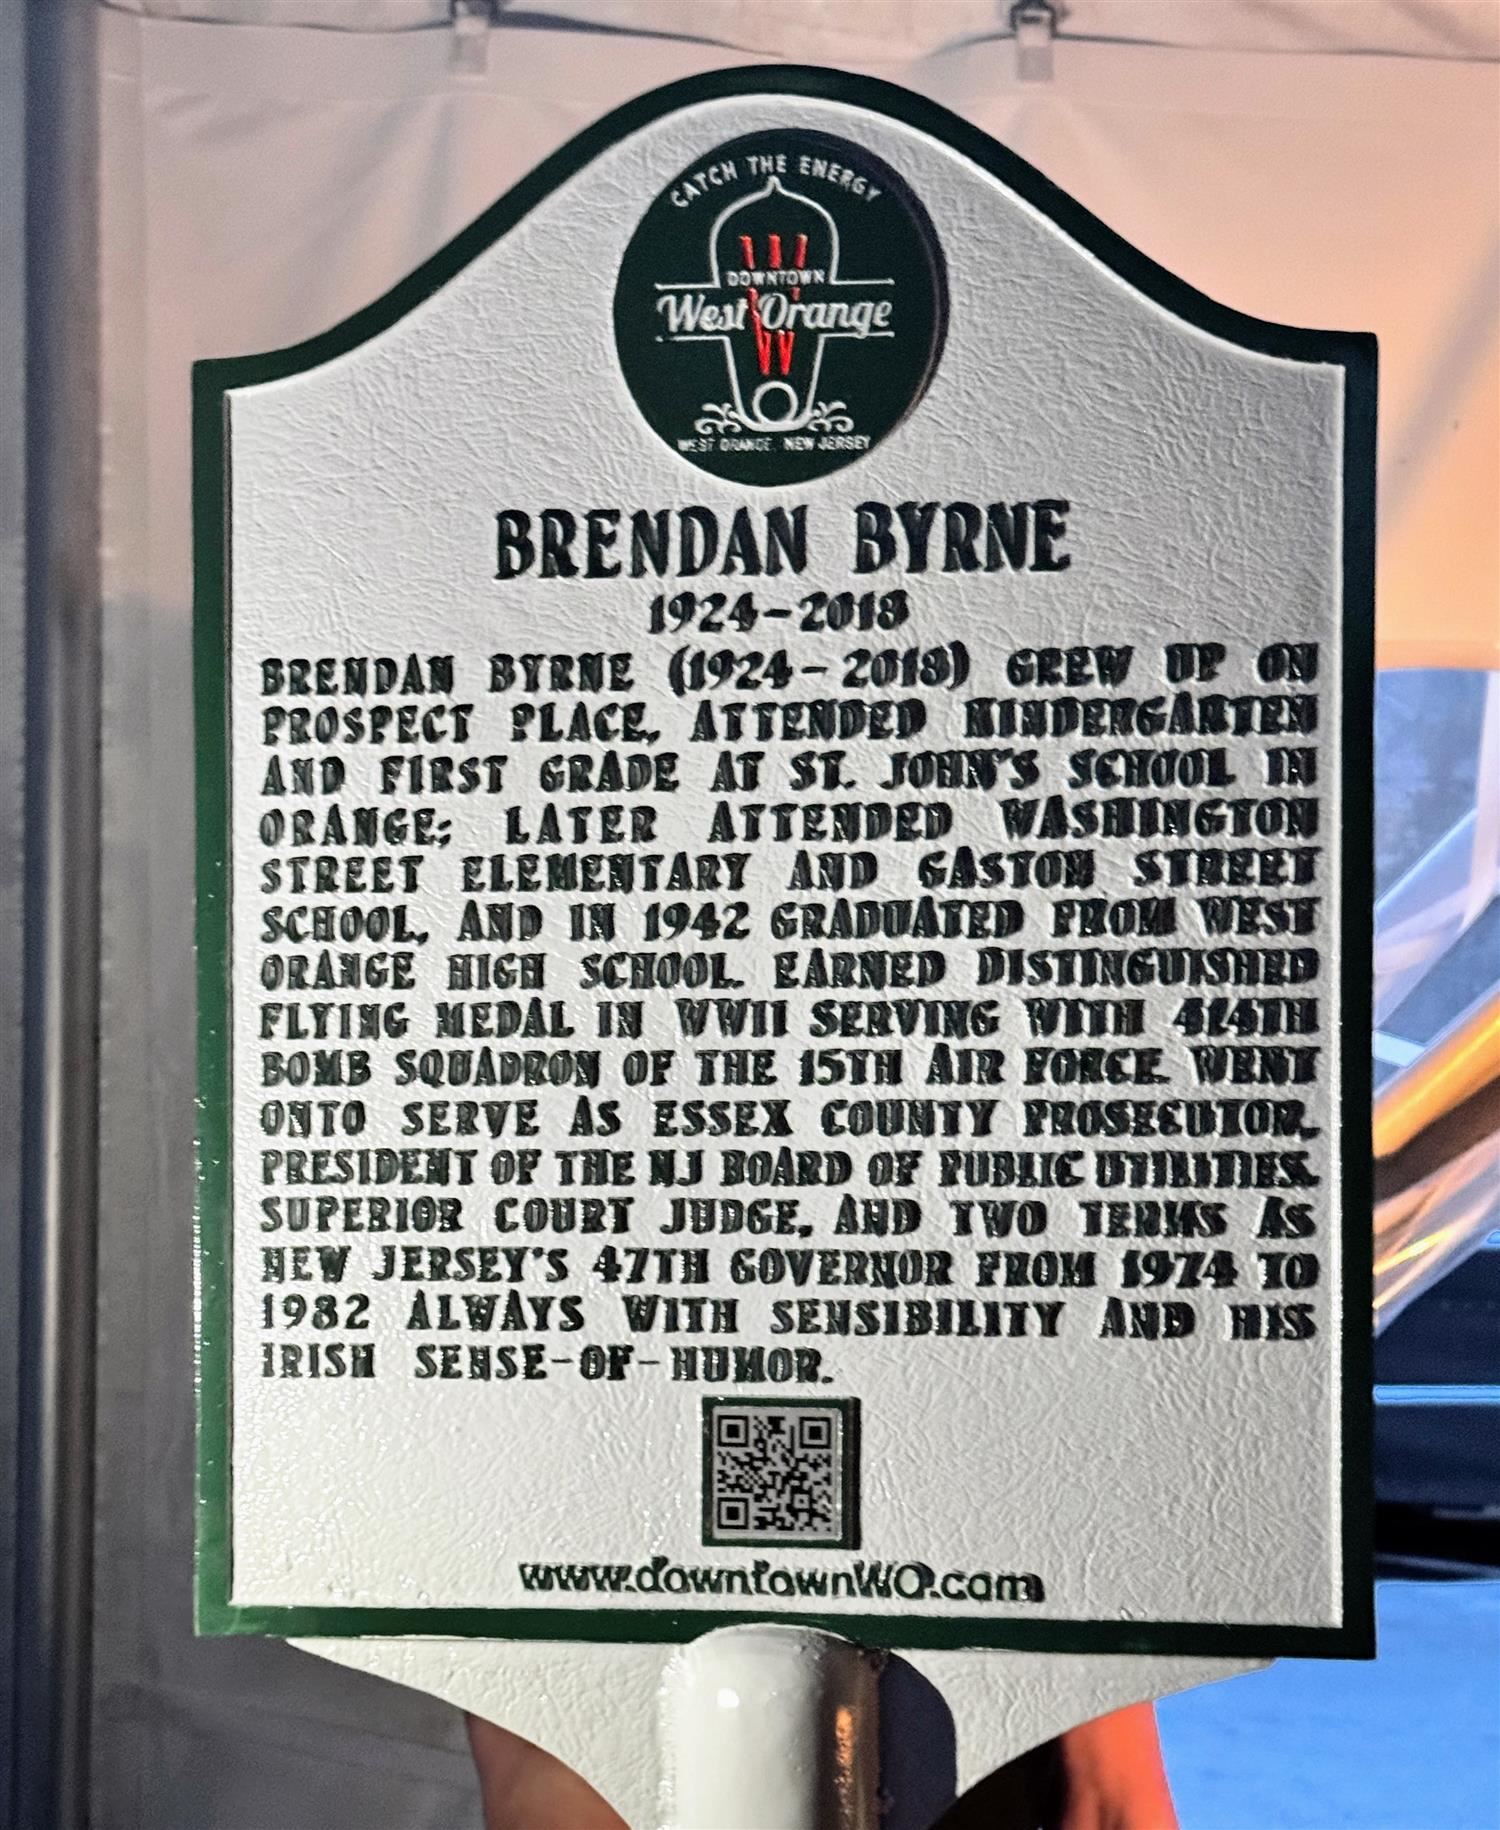 CATCH THE ENERGY
DOWNTOWN
West Orange
WEST ORANGE, NEW JERSEY
BRENDAN BYRNE
1924-2018
BRENDAN BYRNE (1924-2018) GREW UP ON
PROSPECT PLACE, ATTENDED KINDERGARTEN
AND FIRST GRADE AT ST. JOHN'S SCHOOL IN
ORANGE; LATER ATTENDED WASHINGTON
STREET ELEMENTARY AND GASTON STREET
SCHOOL, AND IN 1942 GRADUATED FROM WEST
ORANGE HIGH SCHOOL. EARNED DISTINGUISHED
FLYING MEDAL IN WWII SERVING WITH 414TH
BOMB SQUADRON OF THE 15TH AIR FORCE. WENT
ONTO SERVE AS ESSEX COUNTY PROSECUTOR,
PRESIDENT OF THE NJ BOARD OF PUBLIC UTILITIES,
SUPERIOR COURT JUDGE, AND TWO TERMS AS
NEW JERSEY'S 47TH GOVERNOR FROM 1974 TO
1982 ALWAYS WITH SENSIBILITY AND HIS
IRISH SENSE-OF-HUMOR.
www.downtownWO.com